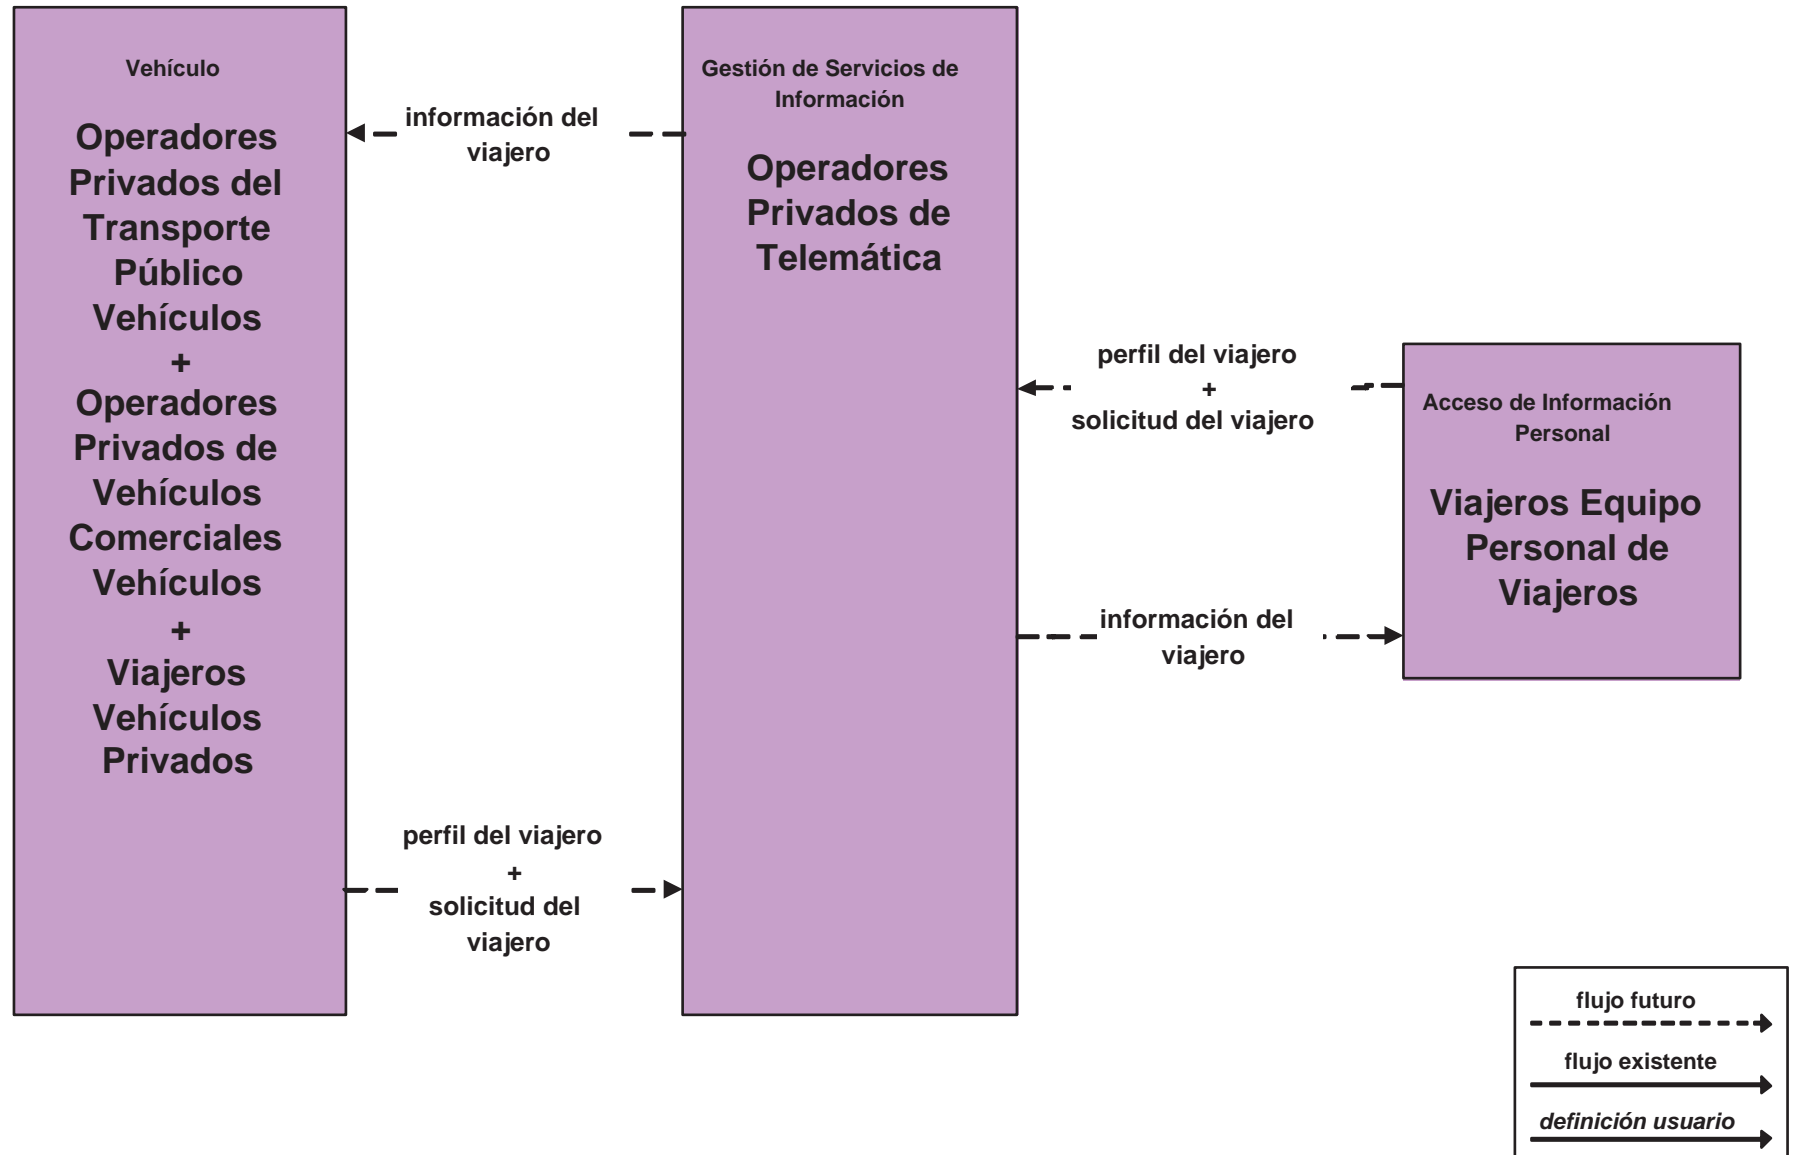 Vehículo
Operadores
Privados del
Transporte
Público
Vehículos
+
Operadores
Privados de
Vehículos
Comerciales
Vehículos
+
Viajeros
Vehículos
Privados
información del
viajero
perfil del viajero
+
solicitud del
viajero
Gestión de Servicios de
Información
Operadores
Privados de
Telemática
perfil del viajero
+
solicitud del viajero
información del
viajero
Acceso de Información
Personal
Viajeros Equipo
Personal de
Viajeros
flujo futuro
flujo existente
definición usuario